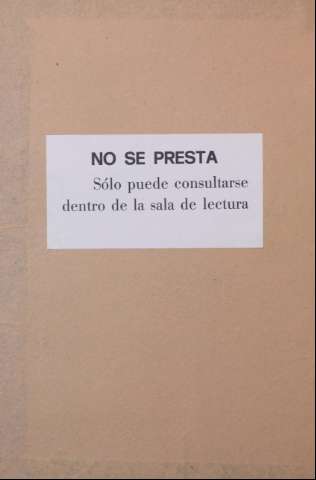 NO SE PRESTA
Sólo puede consultarse
dentro de la sala de lectura